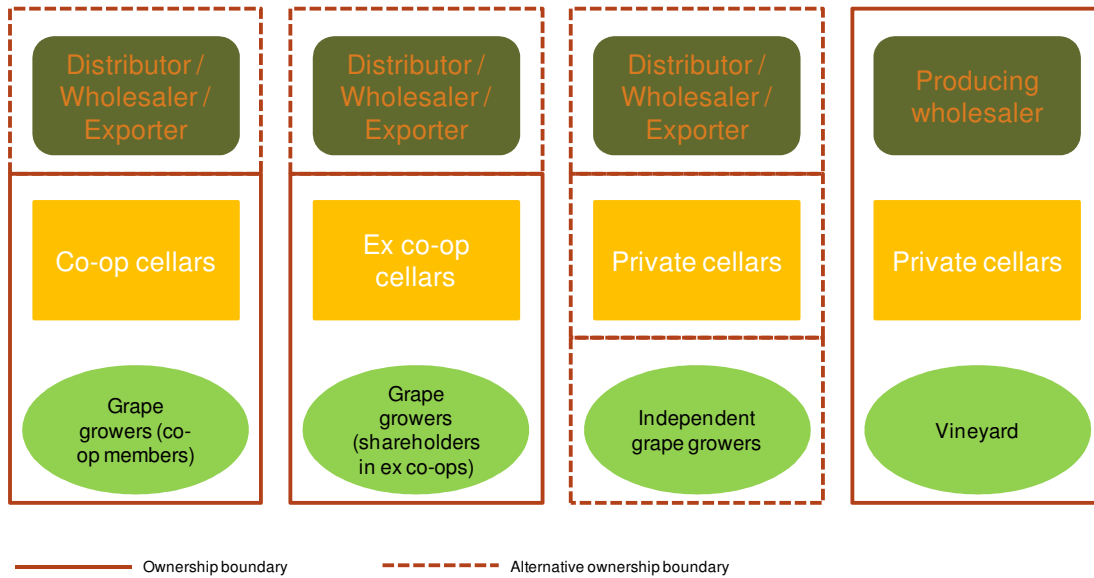 Distributor /
Wholesaler /
Exporter
Distributor /
Wholesaler /
Exporter
Distributor /
Wholesaler /
Exporter
Producing
wholesaler
Co-op cellars
Ex co-op
cellars
Private cellars
Private cellars
Grape
growers (co-
op members)
Grape
growers
(shareholders
in ex co-ops)
Independent
grape growers
Vineyard
Ownership boundary
Alternative ownership boundary